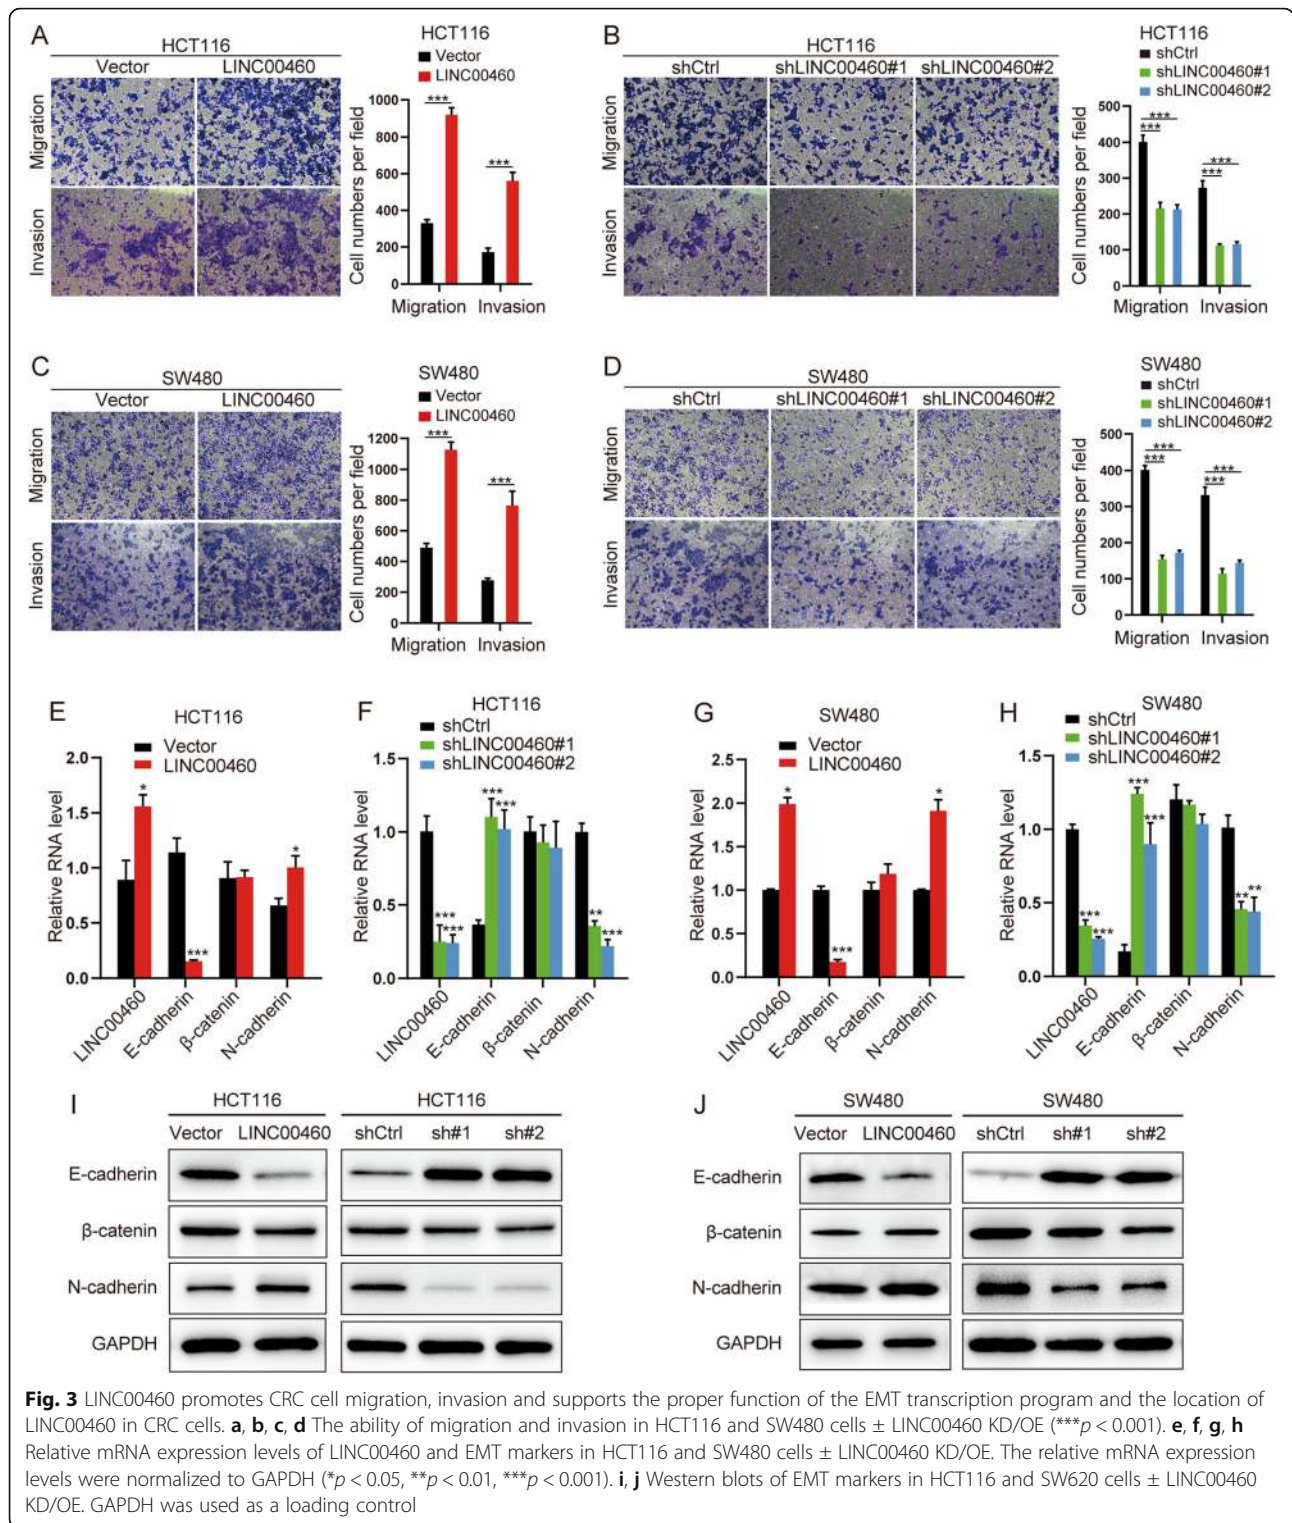 A
HCT116
Vector LINC00460
Migration
Invasion
HCT116
Vector
LINC00460
Cell numbers per field
1000
800
600
400
200
0
***
***
Migration Invasion
B
HCT116
shCtrl shLINC00460#1 shLINC00460#2
Migration
Invasion
HCT116
shCtrl
shLINC00460#1
shLINC00460#2
Cell numbers per field
500
400
300
200
100
0
***
***
***
***
Migration Invasion
C
SW480
Vector LINC00460
Migration
Invasion
SW480
Vector
LINC00460
Cell numbers per field
1200
1000
800
600
400
200
0
***
***
Migration Invasion
D
SW480
shCtrl shLINC00460#1 shLINC00460#2
Migration
Invasion
SW480
shCtrl
shLINC00460#1
shLINC00460#2
Cell numbers per field
500
400
300
200
100
0
***
***
***
***
Migration Invasion
E
HCT116
Vector
LINC00460
Relative RNA level
2.0
1.5
1.0
0.5
0.0
*
***
*
LINC00460
E-cadherin
β-catenin
N-cadherin
F
HCT116
shCtrl
shLINC00460#1
shLINC00460#2
Relative RNA level
1.5
1.0
0.5
0.0
***
***
***
***
**
***
LINC00460
E-cadherin
β-catenin
N-cadherin
G
SW480
Vector
LINC00460
Relative RNA level
2.5
2.0
1.5
1.0
0.5
0.0
*
***
*
LINC00460
E-cadherin
β-catenin
N-cadherin
H
SW480
shCtrl
shLINC00460#1
shLINC00460#2
Relative RNA level
1.5
1.0
0.5
0.0
***
***
***
***
**
**
LINC00460
E-cadherin
β-catenin
N-cadherin
I
HCT116 HCT116
Vector LINC00460 shCtrl sh#1 sh#2
E-cadherin
β-catenin
N-cadherin
GAPDH
J
SW480 SW480
Vector LINC00460 shCtrl sh#1 sh#2
E-cadherin
β-catenin
N-cadherin
GAPDH
Fig. 3 LINC00460 promotes CRC cell migration, invasion and supports the proper function of the EMT transcription program and the location of
LINC00460 in CRC cells. a, b, c, d The ability of migration and invasion in HCT116 and SW480 cells ± LINC00460 KD/OE (***p < 0.001). e, f, g, h
Relative mRNA expression levels of LINC00460 and EMT markers in HCT116 and SW480 cells ± LINC00460 KD/OE. The relative mRNA expression
levels were normalized to GAPDH (*p < 0.05, **p < 0.01, ***p < 0.001). i, j Western blots of EMT markers in HCT116 and SW620 cells ± LINC00460
KD/OE. GAPDH was used as a loading control